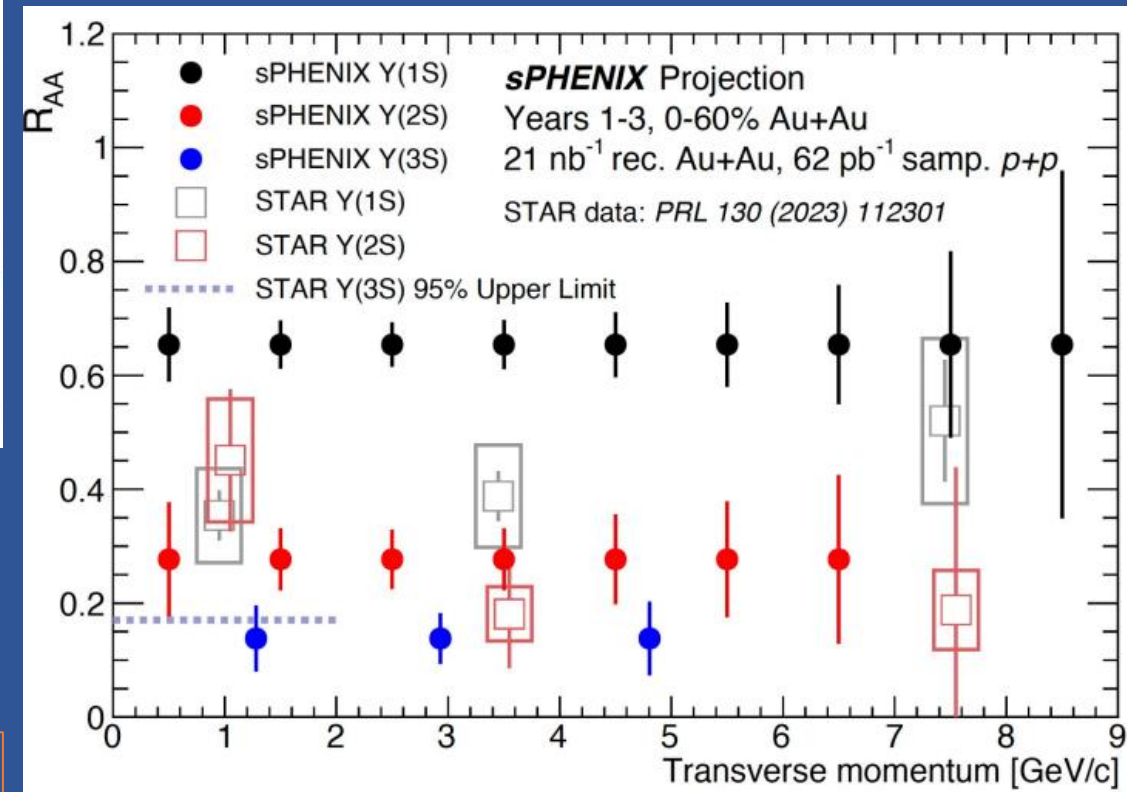 1.2
1
0.8
0.6
0.4
0.2
0
R_AA
sPHENIX Υ(1S)
sPHENIX Υ(2S)
sPHENIX Υ(3S)
STAR Υ(1S)
STAR Υ(2S)
STAR Υ(3S) 95% Upper Limit
sPHENIX Projection
Years 1-3, 0-60% Au+Au
21 nb⁻¹ rec. Au+Au, 62 pb⁻¹ samp. p+p
STAR data: PRL 130 (2023) 112301
0 1 2 3 4 5 6 7 8 9
Transverse momentum [GeV/c]